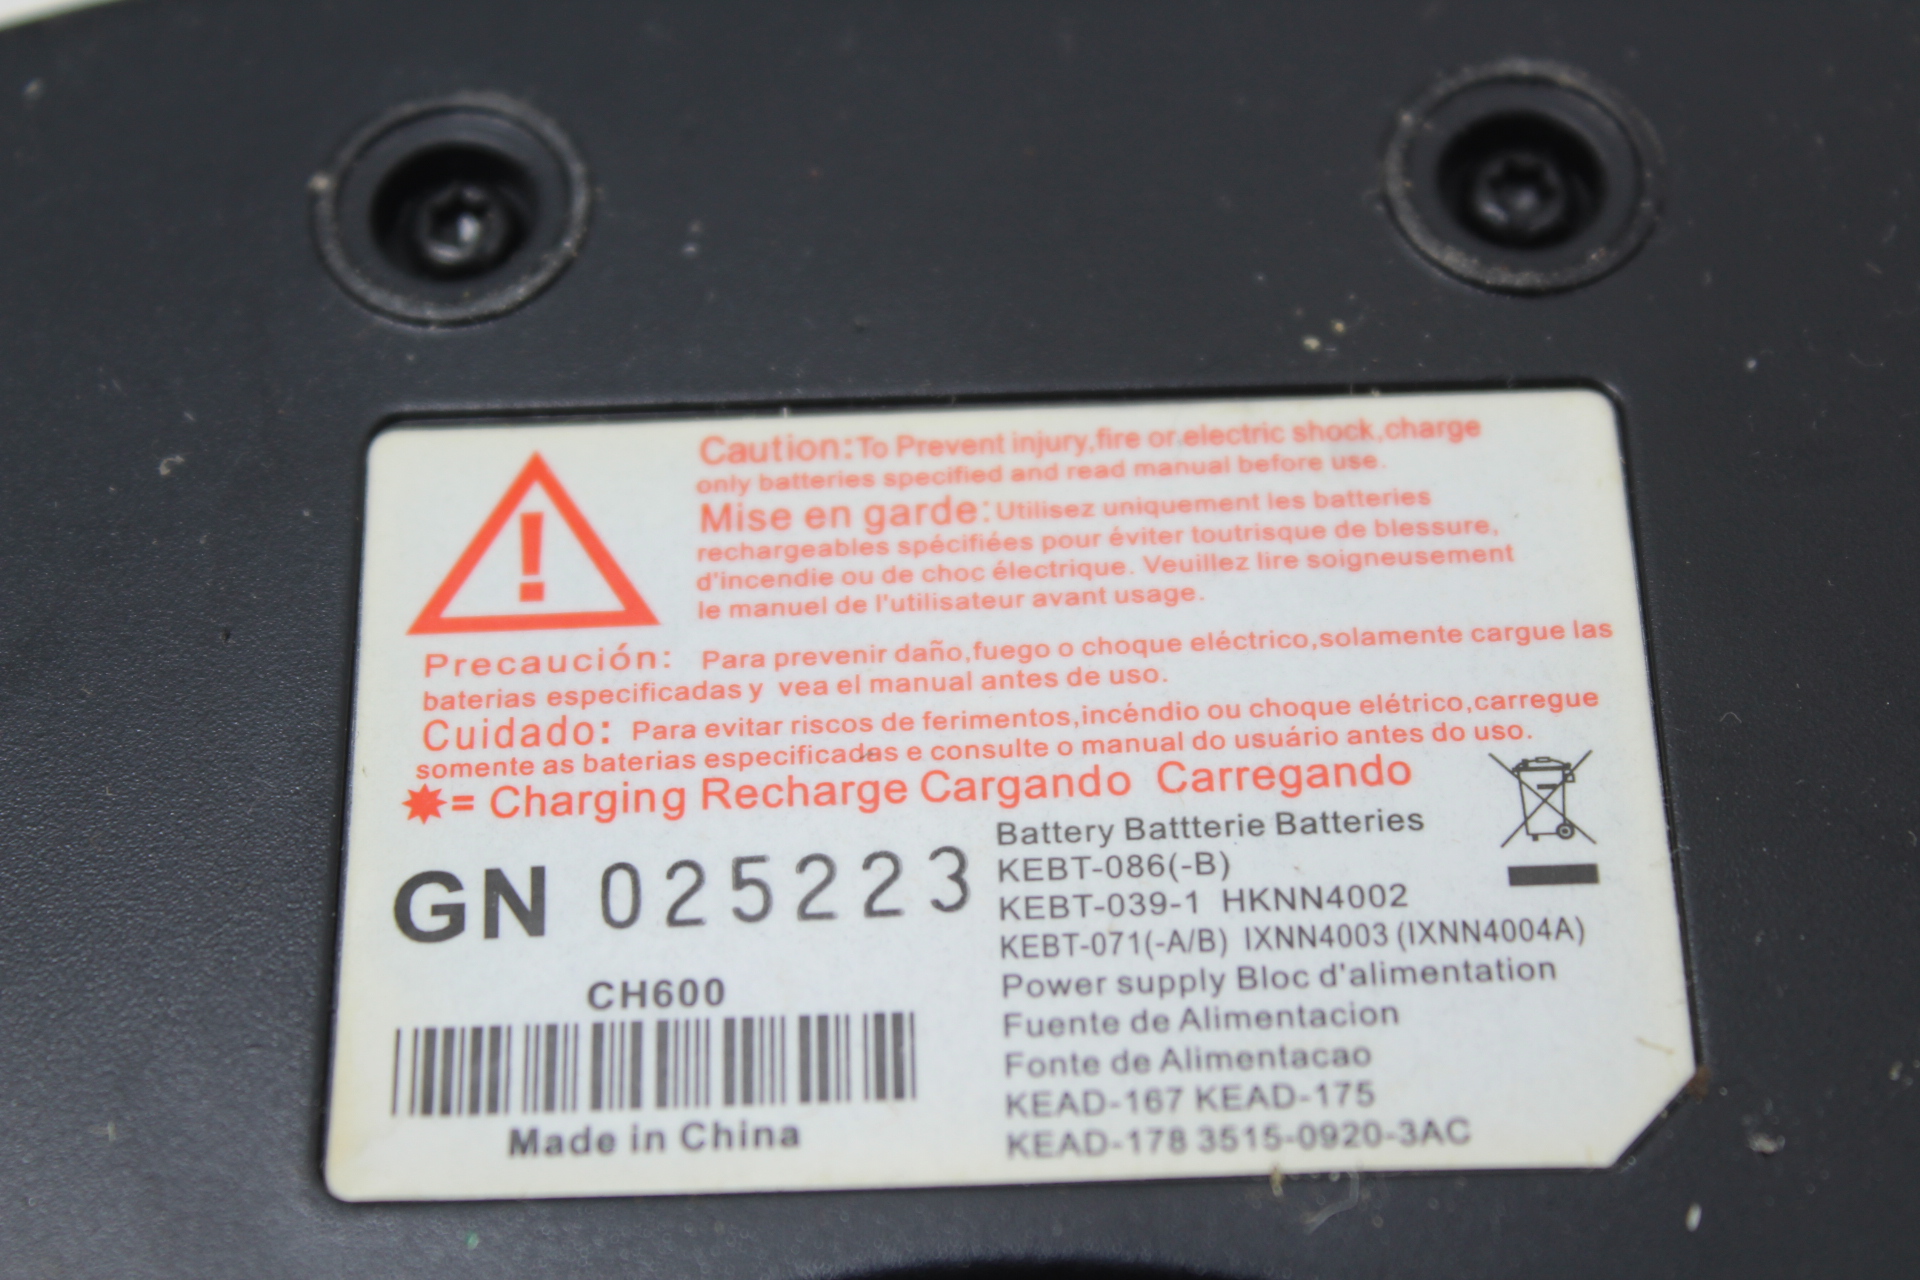 Caution:To Prevent injury,fire or.electric shock,charge
only batteries specified and read manual before use.
Mise en garde:Utilisez uniquement les batteries
rechargeables spécifiées pour éviter toutrisque de blessure,
d'incendie ou de choc électrique. Veuillez lire soigneusement
le manuel de l'utilisateur avant usage.
Precaución: Para prevenir daño,fuego o choque eléctrico,solamente cargue las
baterias especificadas y vea el manual antes de uso.
Cuidado: Para evitar riscos de ferimentos,incéndio ou choque elétrico,carregue
somente as baterias especificadas e consulte o manual do usuário antes do uso.
= Charging Recharge Cargando Carregando
GN 025223
CH600
Made in China
Battery Battterie Batteries
KEBT-086(-B)
KEBT-039-1 HKNN4002
KEBT-071(-A/B) IXNN4003 (IXNN4004A)
Power supply Bloc d'alimentation
Fuente de Alimentacion
Fonte de Alimentacao
KEAD-167 KEAD-175
KEAD-178 3515-0920-3AC